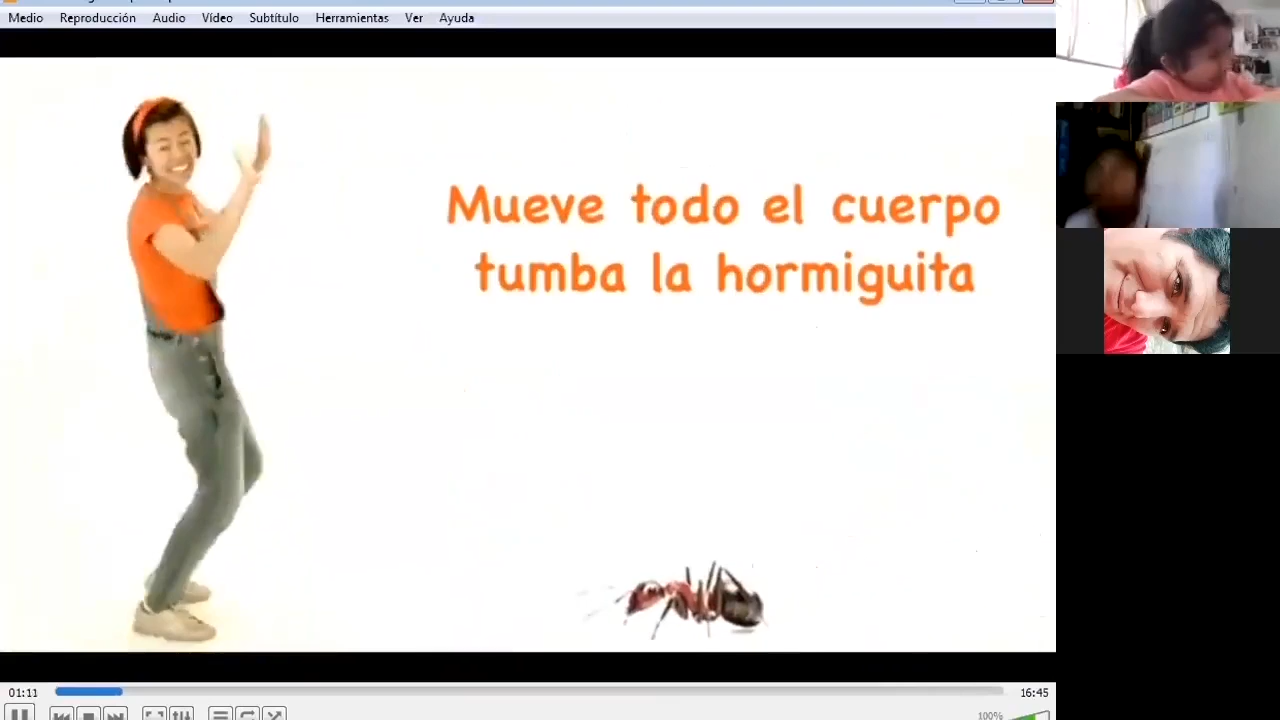 Medio Reproducción Audio Vídeo Subtítulo Herramientas Ver Ayuda
Mueve todo el cuerpo
tumba la hormiguita
01:11
16:45
100%